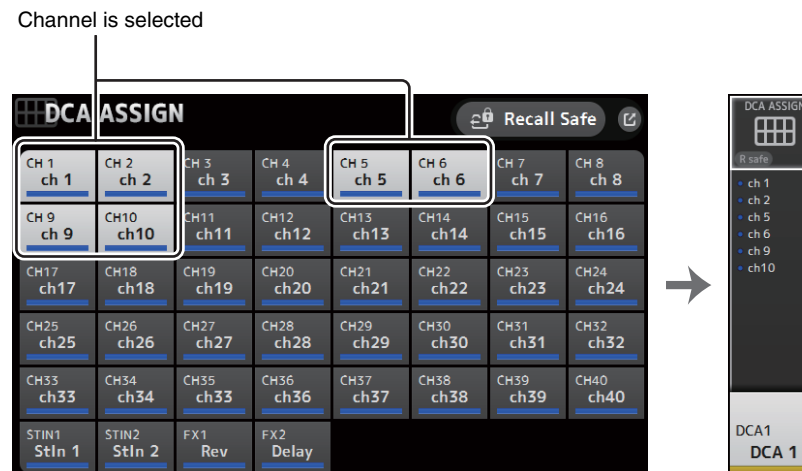 Channel is selected
DCA ASSIGN
Recall Safe
CH 1 CH 2 CH 3 CH 4 CH 5 CH 6 CH 7 CH 8
ch 1 ch 2 ch 3 ch 4 ch 5 ch 6 ch 7 ch 8
CH 9 CH10 CH11 CH12 CH13 CH14 CH15 CH16
ch 9 ch10 ch11 ch12 ch13 ch14 ch15 ch16
CH17 CH18 CH19 CH20 CH21 CH22 CH23 CH24
ch17 ch18 ch19 ch20 ch21 ch22 ch23 ch24
CH25 CH26 CH27 CH28 CH29 CH30 CH31 CH32
ch25 ch26 ch27 ch28 ch29 ch30 ch31 ch32
CH33 CH34 CH35 CH36 CH37 CH38 CH39 CH40
ch33 ch34 ch33 ch36 ch37 ch38 ch39 ch40
STIN1 STIN2 FX1 FX2
StIn 1 StIn 2 Rev Delay
DCA ASSIGN
R safe
ch 1
ch 2
ch 5
ch 6
ch 9
ch10
DCA1
DCA 1